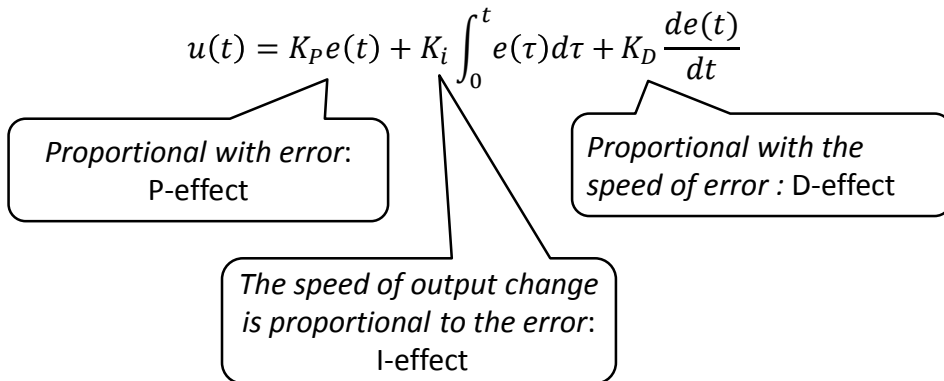 u(t) = K_P e(t) + K_i ∫_0^t e(τ)dτ + K_D de(t)/dt
Proportional with error:
P-effect
Proportional with the
speed of error : D-effect
The speed of output change
is proportional to the error:
I-effect